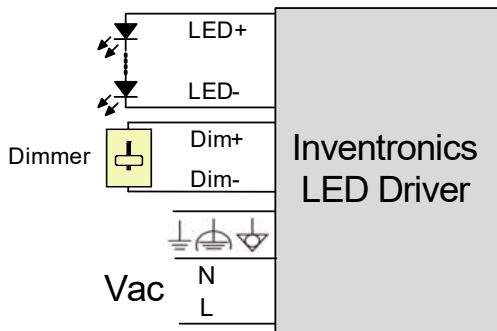 LED+
LED-
Dimmer
Dim+
Dim-
Inventronics
LED Driver
Vac
N
L